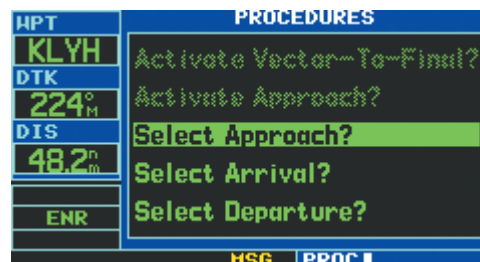 WPT
KLYH
DTK
224°M
DIS
48.2nm
ENR
PROCEDURES
Activate Vector-To-Final?
Activate Approach?
Select Approach?
Select Arrival?
Select Departure?
MSG PROC